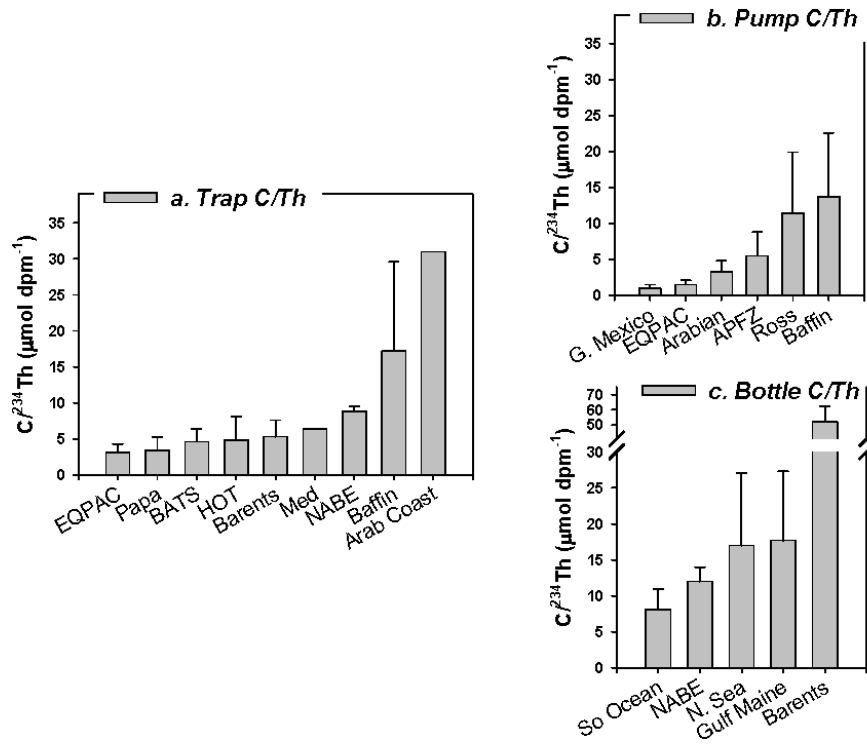 a. Trap C/Th
C/²³⁴Th (μmol dpm⁻¹)
35
30
25
20
15
10
5
0
EQPAC
Papa
BATS
HOT
Barents
Med
NABE
Baffin
Arab Coast
b. Pump C/Th
C/²³⁴Th (μmol dpm⁻¹)
35
30
25
20
15
10
5
0
G. Mexico
EQPAC
Arabian
APFZ
Ross
Baffin
c. Bottle C/Th
C/²³⁴Th (μmol dpm⁻¹)
70
60
50
30
25
20
15
10
5
0
So Ocean
NABE
N. Sea
Gulf Maine
Barents